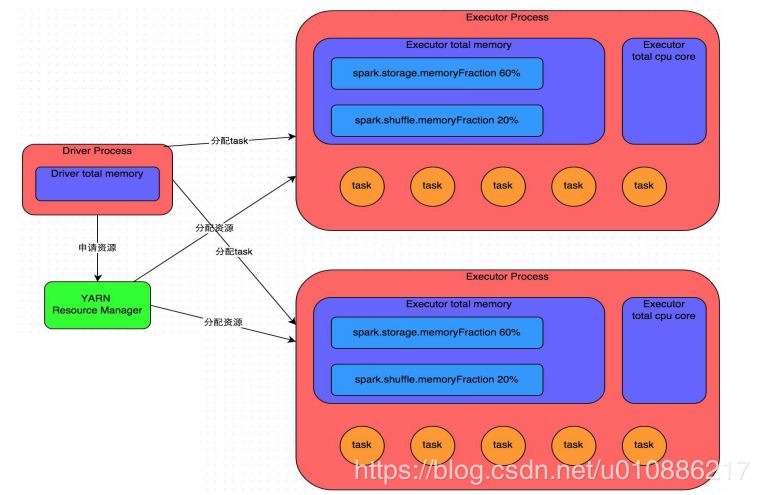 Executor Process
Executor total memory
spark.storage.memoryFraction 60%
spark.shuffle.memoryFraction 20%
Executor
total cpu core
task
task
task
task
task
Driver Process
Driver total memory
分配task
分配资源
分配task
申请资源
YARN
Resource Manager
分配资源
Executor Process
Executor total memory
spark.storage.memoryFraction 60%
spark.shuffle.memoryFraction 20%
Executor
total cpu core
task
task
task
task
task
https://blog.csdn.net/u010886217